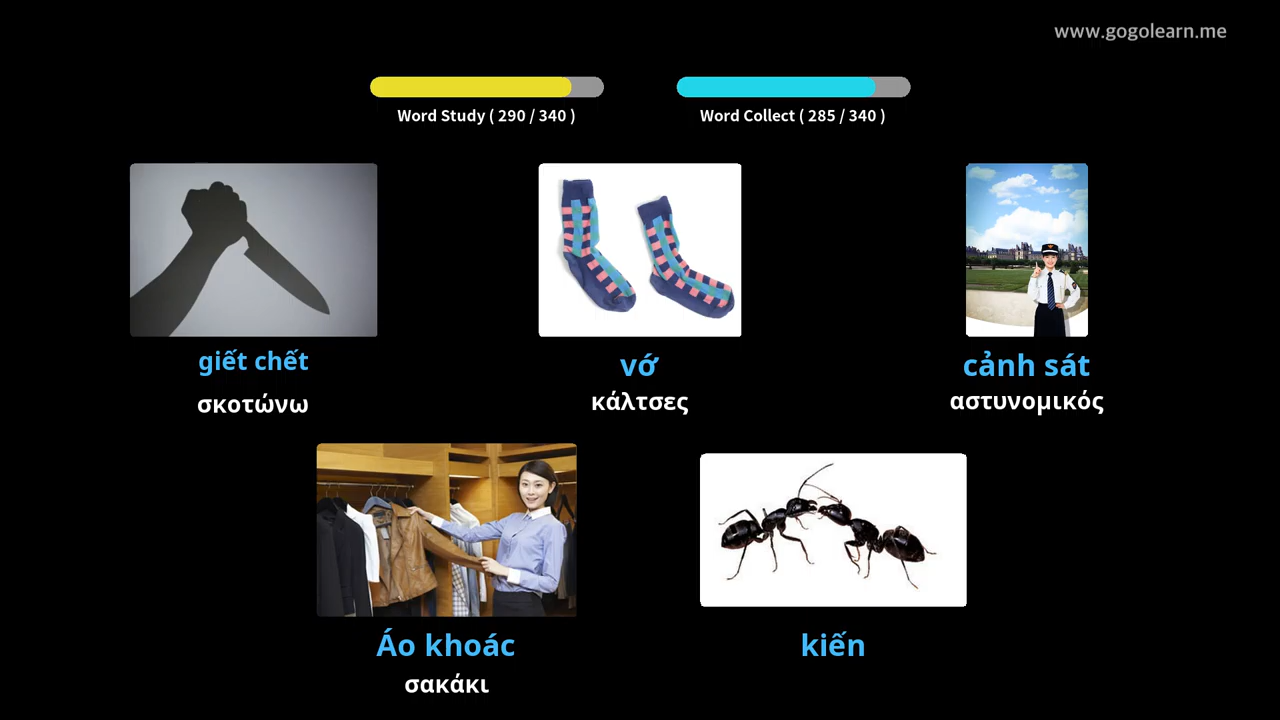 www.gogolearn.me
Word Study ( 290 / 340 )
Word Collect ( 285 / 340 )
giết chết
σκοτώνω
vớ
κάλτσες
cảnh sát
αστυνομικός
Áo khoác
σακάκι
kiến